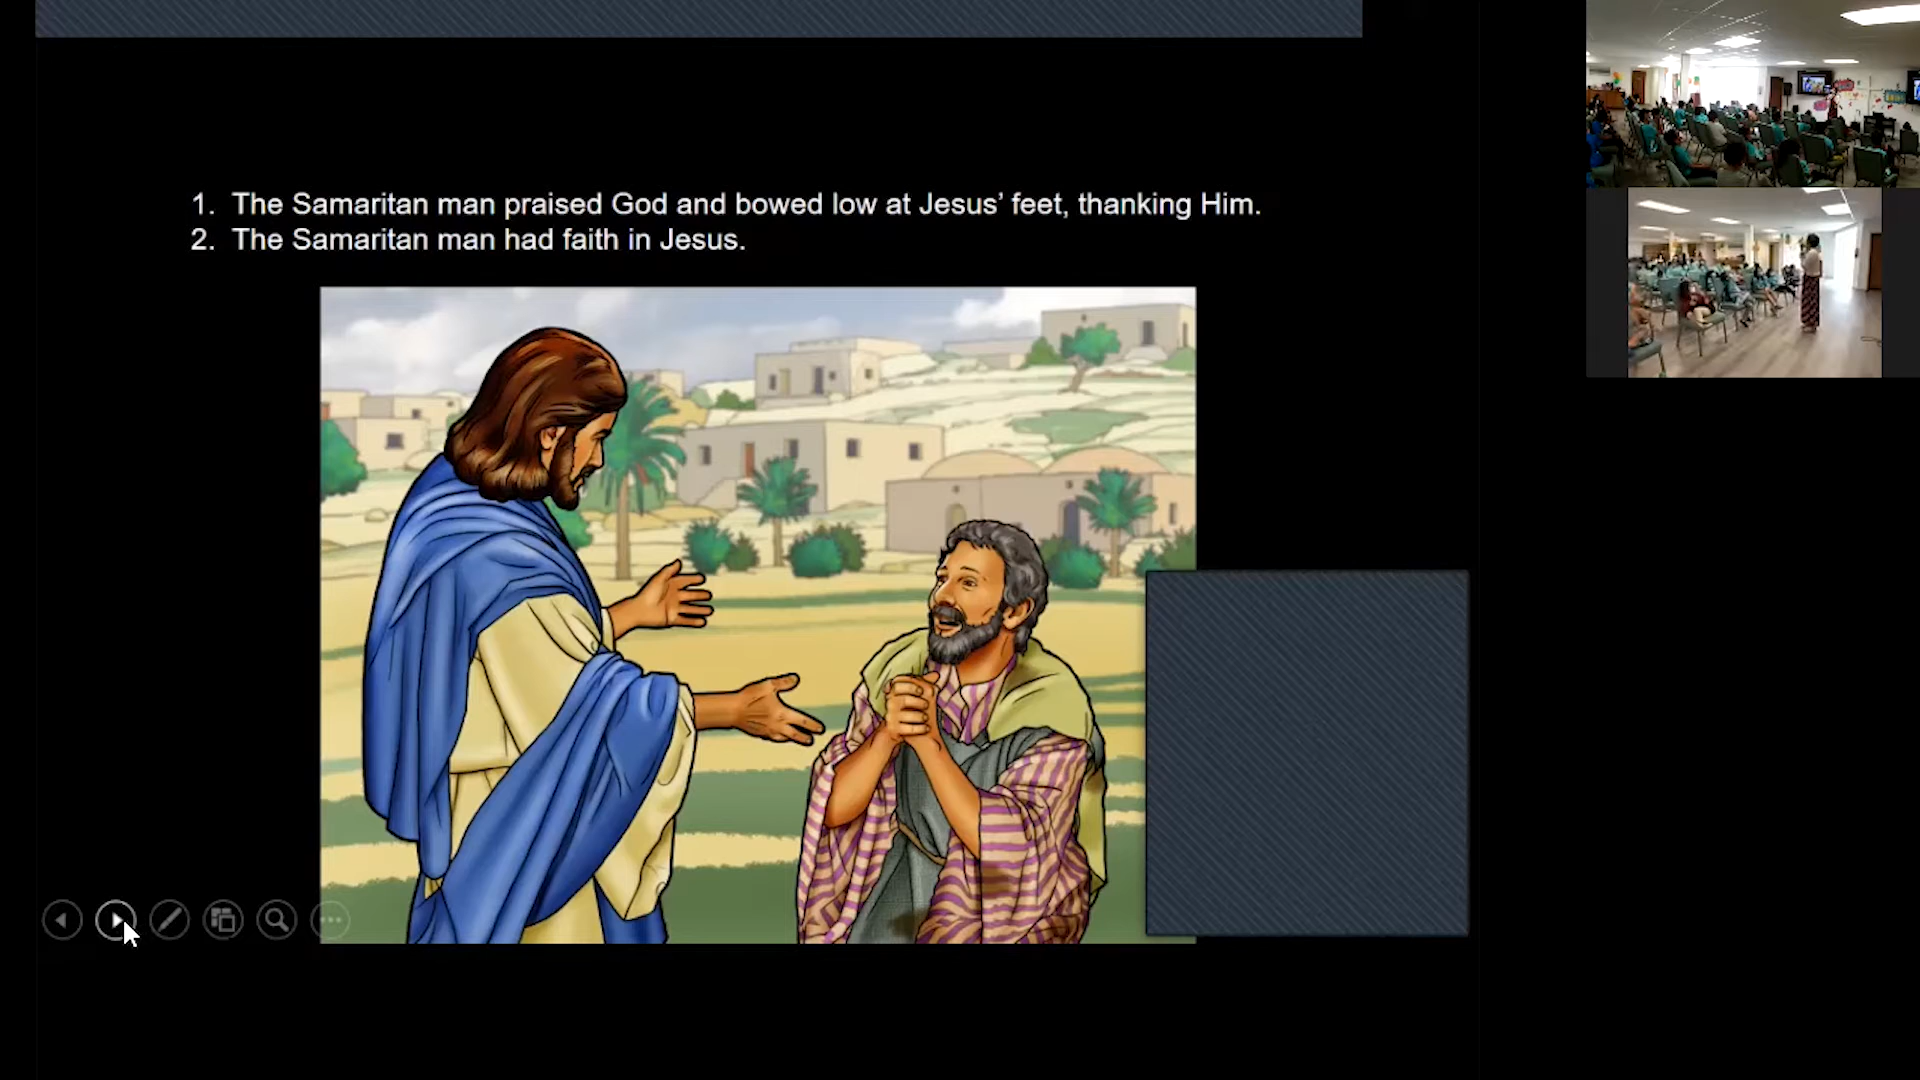 1. The Samaritan man praised God and bowed low at Jesus’ feet, thanking Him.
2. The Samaritan man had faith in Jesus.